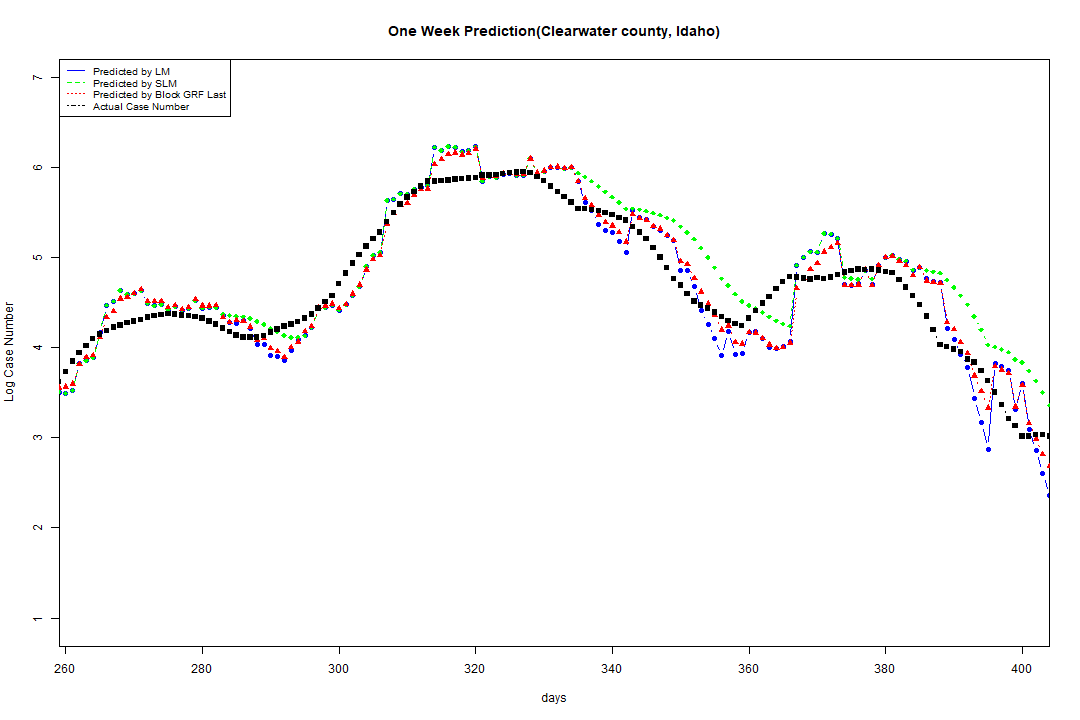 One Week Prediction(Clearwater county, Idaho)
Predicted by LM
Predicted by SLM
Predicted by Block GRF Last
Actual Case Number
7
6
5
4
3
2
1
Log Case Number
260 280 300 320 340 360 380 400
days